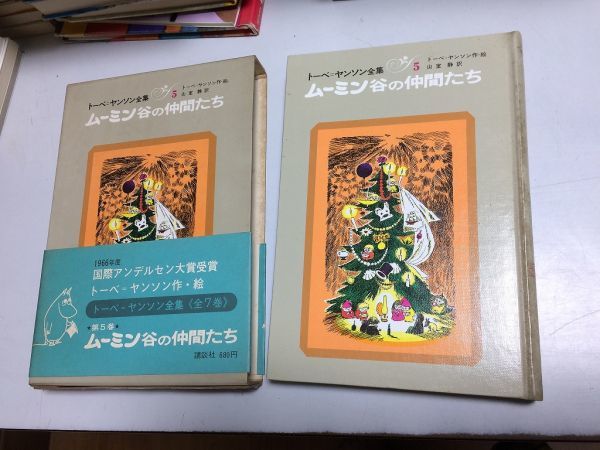 トーベ=ヤンソン全集 5 トーベ・ヤンソン作・絵
山室 静訳
ムーミン谷の仲間たち
1966年度
国際アンデルセン大賞受賞
トーベ=ヤンソン作・絵
トーベ=ヤンソン全集〈全7巻〉
★第5巻★
ムーミン谷の仲間たち
講談社 680円
トーベ=ヤンソン全集 5 トーベ・ヤンソン作・絵
山室 静訳
ムーミン谷の仲間たち